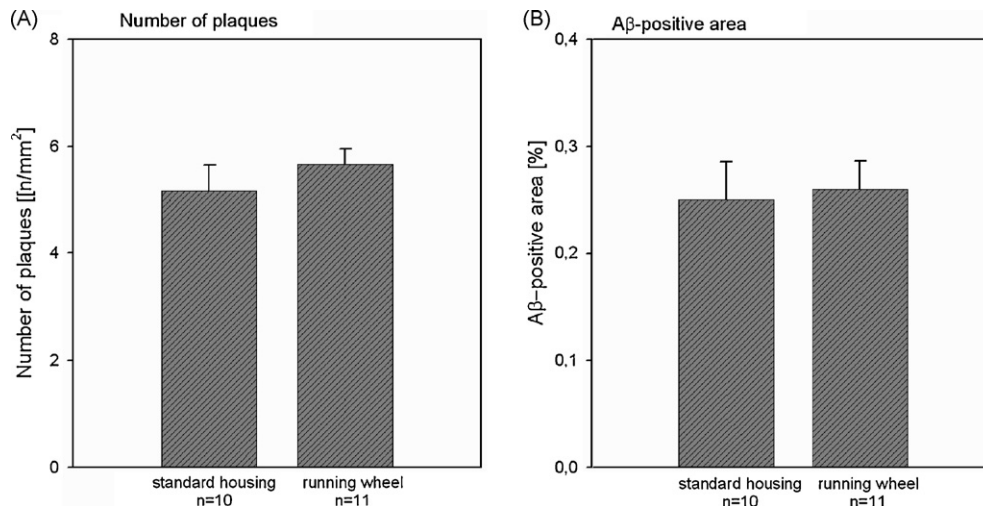 (A)
Number of plaques
8
6
4
2
0
Number of plaques [[n/mm²]
standard housing
n=10
running wheel
n=11
(B)
Aβ-positive area
0,4
0,3
0,2
0,1
0,0
Aβ–positive area [%]
standard housing
n=10
running wheel
n=11